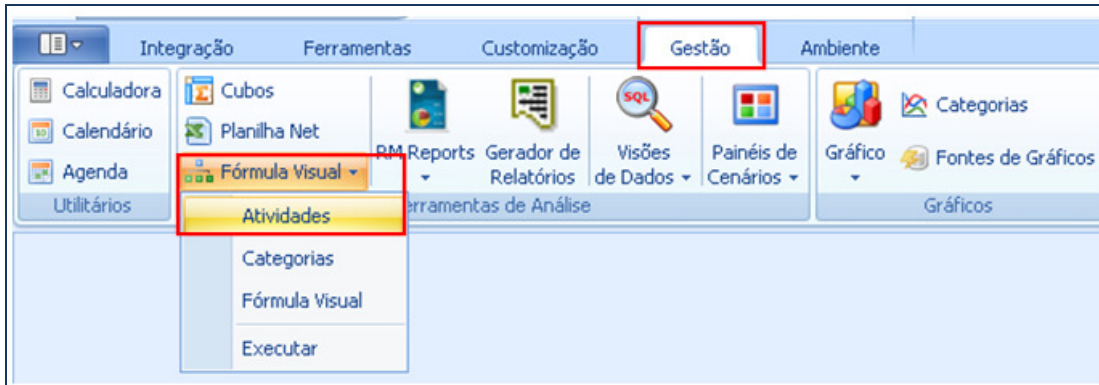 Integração Ferramentas Customização Gestão Ambiente
Calculadora
Calendário
Agenda
Utilitários
Cubos
Planilha Net
Fórmula Visual
RM Reports
Gerador de
Relatórios
Visões
de Dados
Painéis de
Cenários
Gráfico
Categorias
Fontes de Gráficos
Gráficos
Atividades
Categorias
Fórmula Visual
Executar
SQL
erramentas de Análise